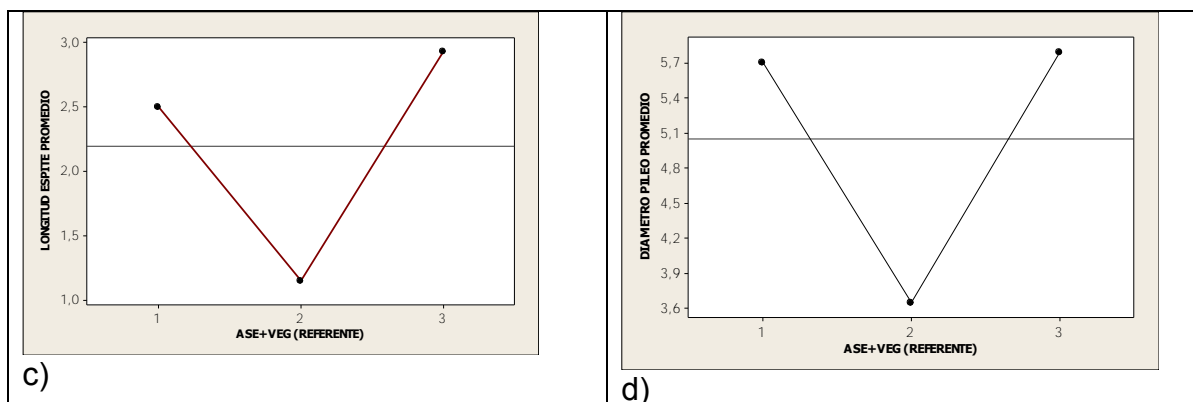 LONGITUD ESPITE PROMEDIO
3,0
2,5
2,0
1,5
1,0
1 2 3
ASE+VEG (REFERENTE)
c)
DIAMETRO PILEO PROMEDIO
5,7
5,4
5,1
4,8
4,5
4,2
3,9
3,6
1 2 3
ASE+VEG (REFERENTE)
d)